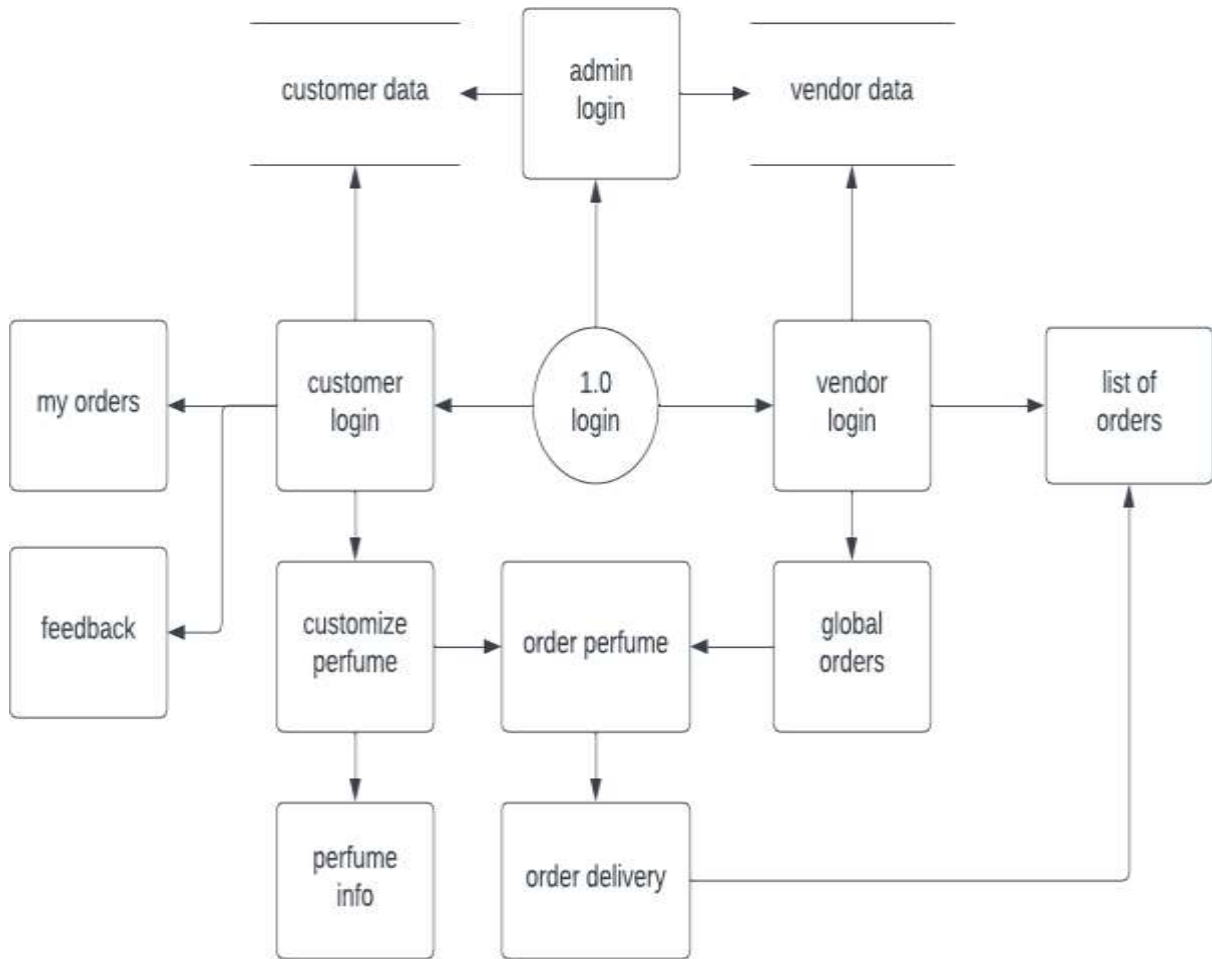 customer data
admin
login
vendor data
my orders
customer
login
1.0
login
vendor
login
list of
orders
feedback
customize
perfume
order perfume
global
orders
perfume
info
order delivery